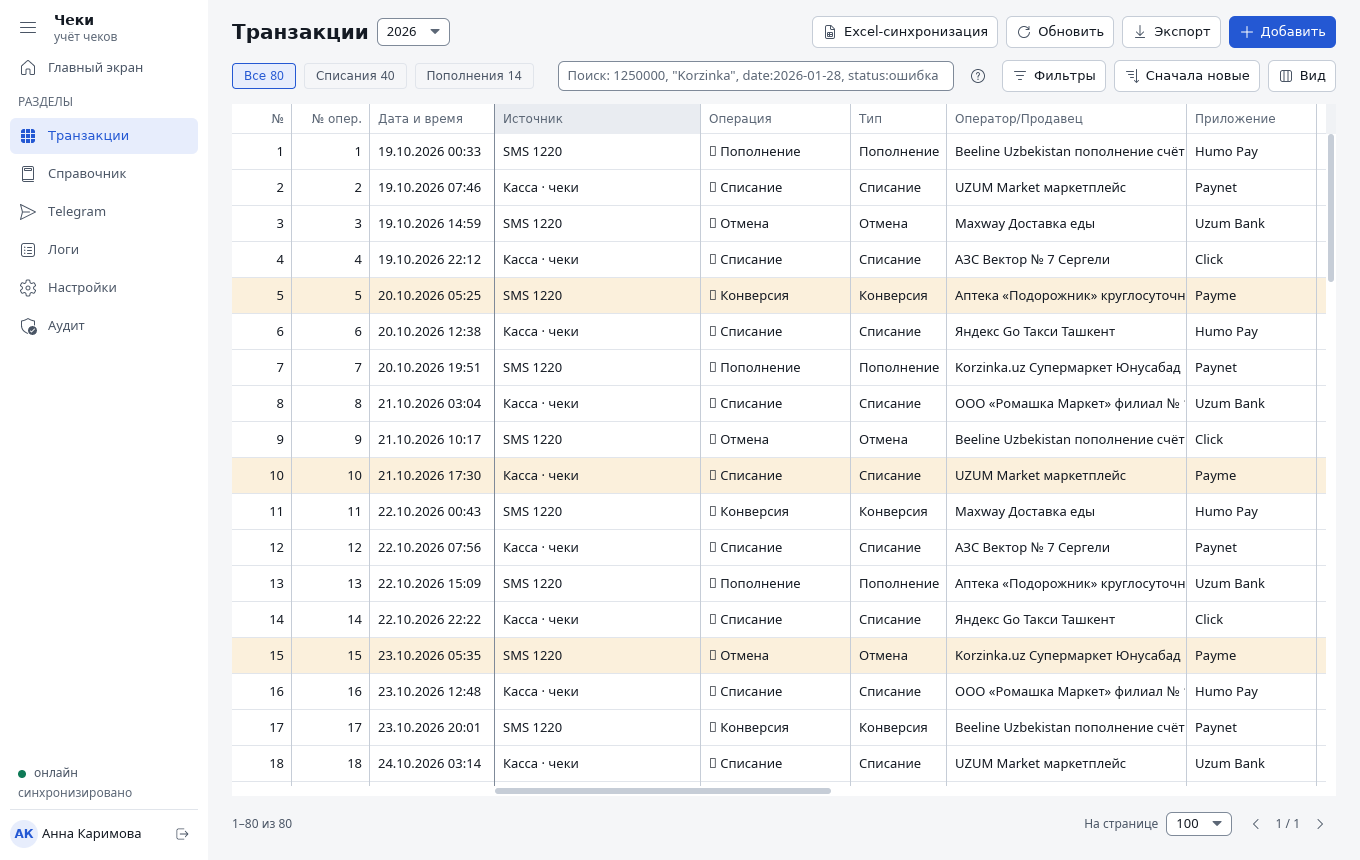 Чеки
учёт чеков
Главный экран
РАЗДЕЛЫ
Транзакции
Справочник
Telegram
Логи
Настройки
Аудит
онлайн
синхронизировано
АК Анна Каримова
Транзакции 2026 Excel-синхронизация Обновить Экспорт Добавить
Все 80 Списания 40 Пополнения 14 Поиск: 1250000, "Korzinka", date:2026-01-28, status:ошибка Фильтры Сначала новые Вид
№ № опер. Дата и время Источник Операция Тип Оператор/Продавец Приложение
1 1 19.10.2026 00:33 SMS 1220 Пополнение Пополнение Beeline Uzbekistan пополнение счёт Humo Pay
2 2 19.10.2026 07:46 Касса · чеки Списание Списание UZUM Market маркетплейс Paynet
3 3 19.10.2026 14:59 SMS 1220 Отмена Отмена Maxway Доставка еды Uzum Bank
4 4 19.10.2026 22:12 Касса · чеки Списание Списание АЗС Вектор № 7 Сергели Click
5 5 20.10.2026 05:25 SMS 1220 Конверсия Конверсия Аптека «Подорожник» круглосуточн Payme
6 6 20.10.2026 12:38 Касса · чеки Списание Списание Яндекс Go Такси Ташкент Humo Pay
7 7 20.10.2026 19:51 SMS 1220 Пополнение Пополнение Korzinka.uz Супермаркет Юнусабад Paynet
8 8 21.10.2026 03:04 Касса · чеки Списание Списание ООО «Ромашка Маркет» филиал № Uzum Bank
9 9 21.10.2026 10:17 SMS 1220 Отмена Отмена Beeline Uzbekistan пополнение счёт Click
10 10 21.10.2026 17:30 Касса · чеки Списание Списание UZUM Market маркетплейс Payme
11 11 22.10.2026 00:43 SMS 1220 Конверсия Конверсия Maxway Доставка еды Humo Pay
12 12 22.10.2026 07:56 Касса · чеки Списание Списание АЗС Вектор № 7 Сергели Paynet
13 13 22.10.2026 15:09 SMS 1220 Пополнение Пополнение Аптека «Подорожник» круглосуточн Uzum Bank
14 14 22.10.2026 22:22 Касса · чеки Списание Списание Яндекс Go Такси Ташкент Click
15 15 23.10.2026 05:35 SMS 1220 Отмена Отмена Korzinka.uz Супермаркет Юнусабад Payme
16 16 23.10.2026 12:48 Касса · чеки Списание Списание ООО «Ромашка Маркет» филиал № Humo Pay
17 17 23.10.2026 20:01 SMS 1220 Конверсия Конверсия Beeline Uzbekistan пополнение счёт Paynet
18 18 24.10.2026 03:14 Касса · чеки Списание Списание UZUM Market маркетплейс Uzum Bank
1–80 из 80 На странице 100 1 / 1